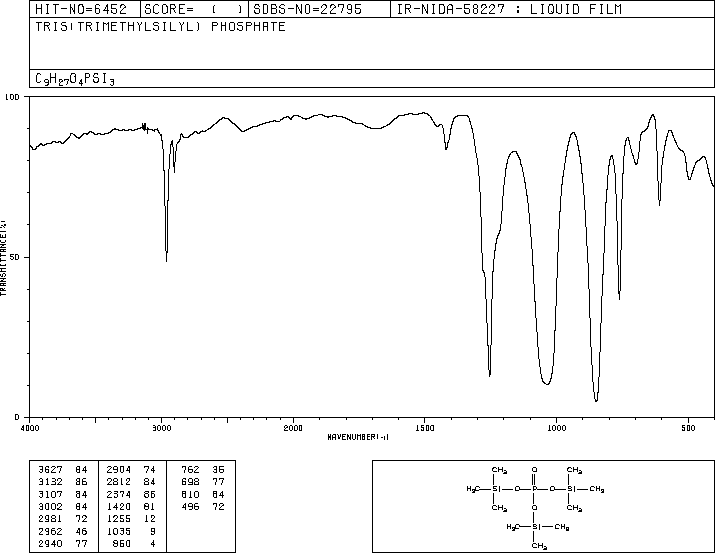 HIT-NO=6452 SCORE= ( ) SDBS-NO=22795 IR-NIDA-58227 : LIQUID FILM
TRIS(TRIMETHYLSILYL) PHOSPHATE
C9H27O4PSI3
100
50
0
TRANSMITTANCE(%)
4000 3000 2000 1500 1000 500
WAVENUMBER(-1)
3627 84 2904 74 762 36
3132 86 2812 84 698 77
3107 84 2374 86 610 64
3002 84 1420 81 496 72
2981 72 1255 12
2962 46 1035 9
2940 77 850 4
CH3 O CH3
H3C Si O P O Si CH3
CH3 O CH3
H3C Si CH3
CH3